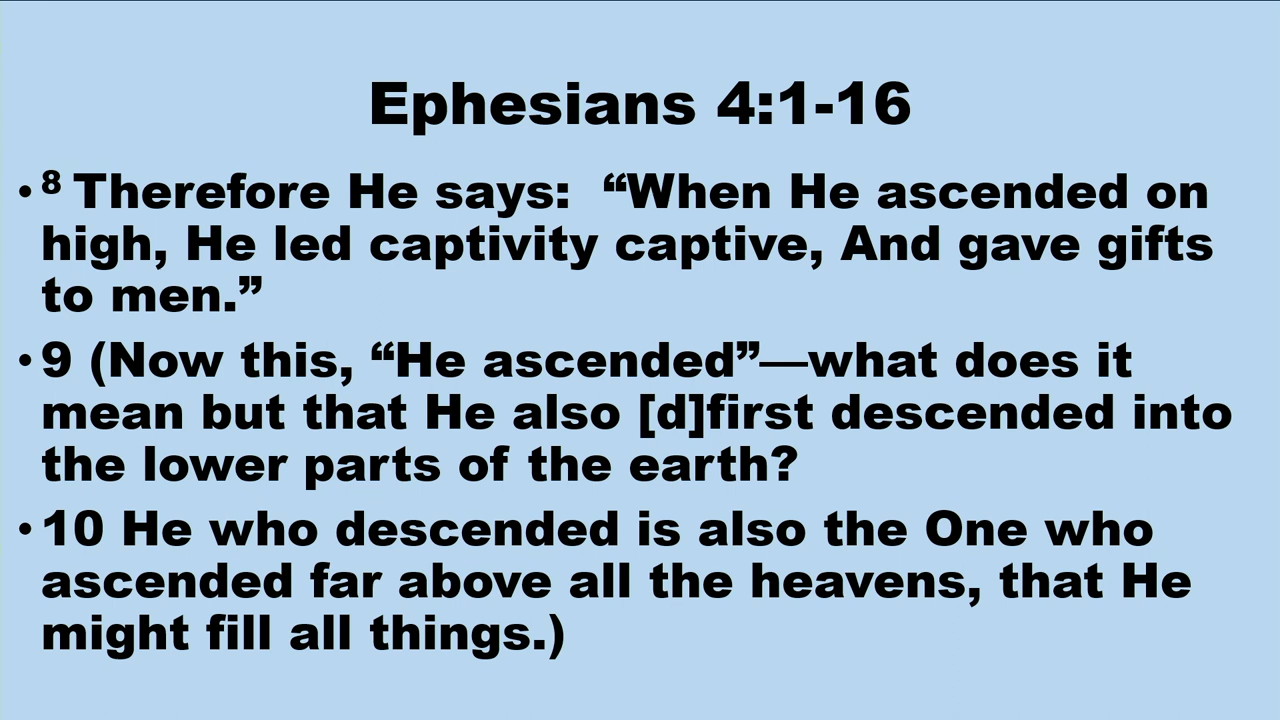 Ephesians 4:1-16
•⁸ Therefore He says:  “When He ascended on
high, He led captivity captive, And gave gifts
to men.”
•9 (Now this, “He ascended”—what does it
mean but that He also [d]first descended into
the lower parts of the earth?
•10 He who descended is also the One who
ascended far above all the heavens, that He
might fill all things.)